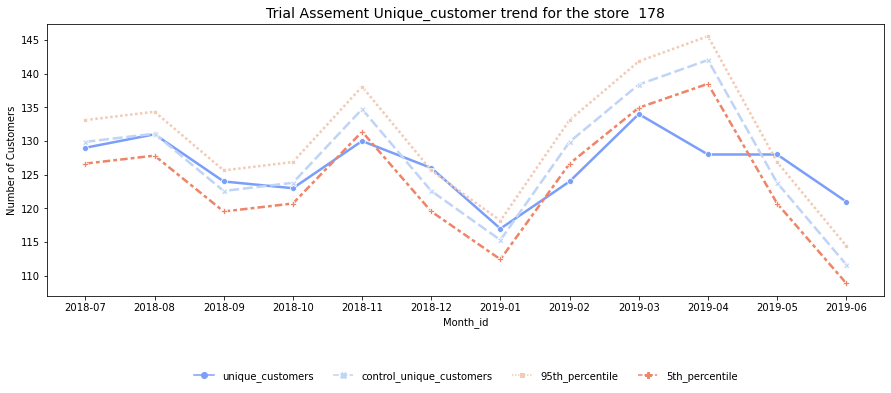 Trial Assement Unique_customer trend for the store 178
145
140
135
130
125
120
115
110
Number of Customers
2018-07 2018-08 2018-09 2018-10 2018-11 2018-12 2019-01 2019-02 2019-03 2019-04 2019-05 2019-06
Month_id
unique_customers control_unique_customers 95th_percentile 5th_percentile